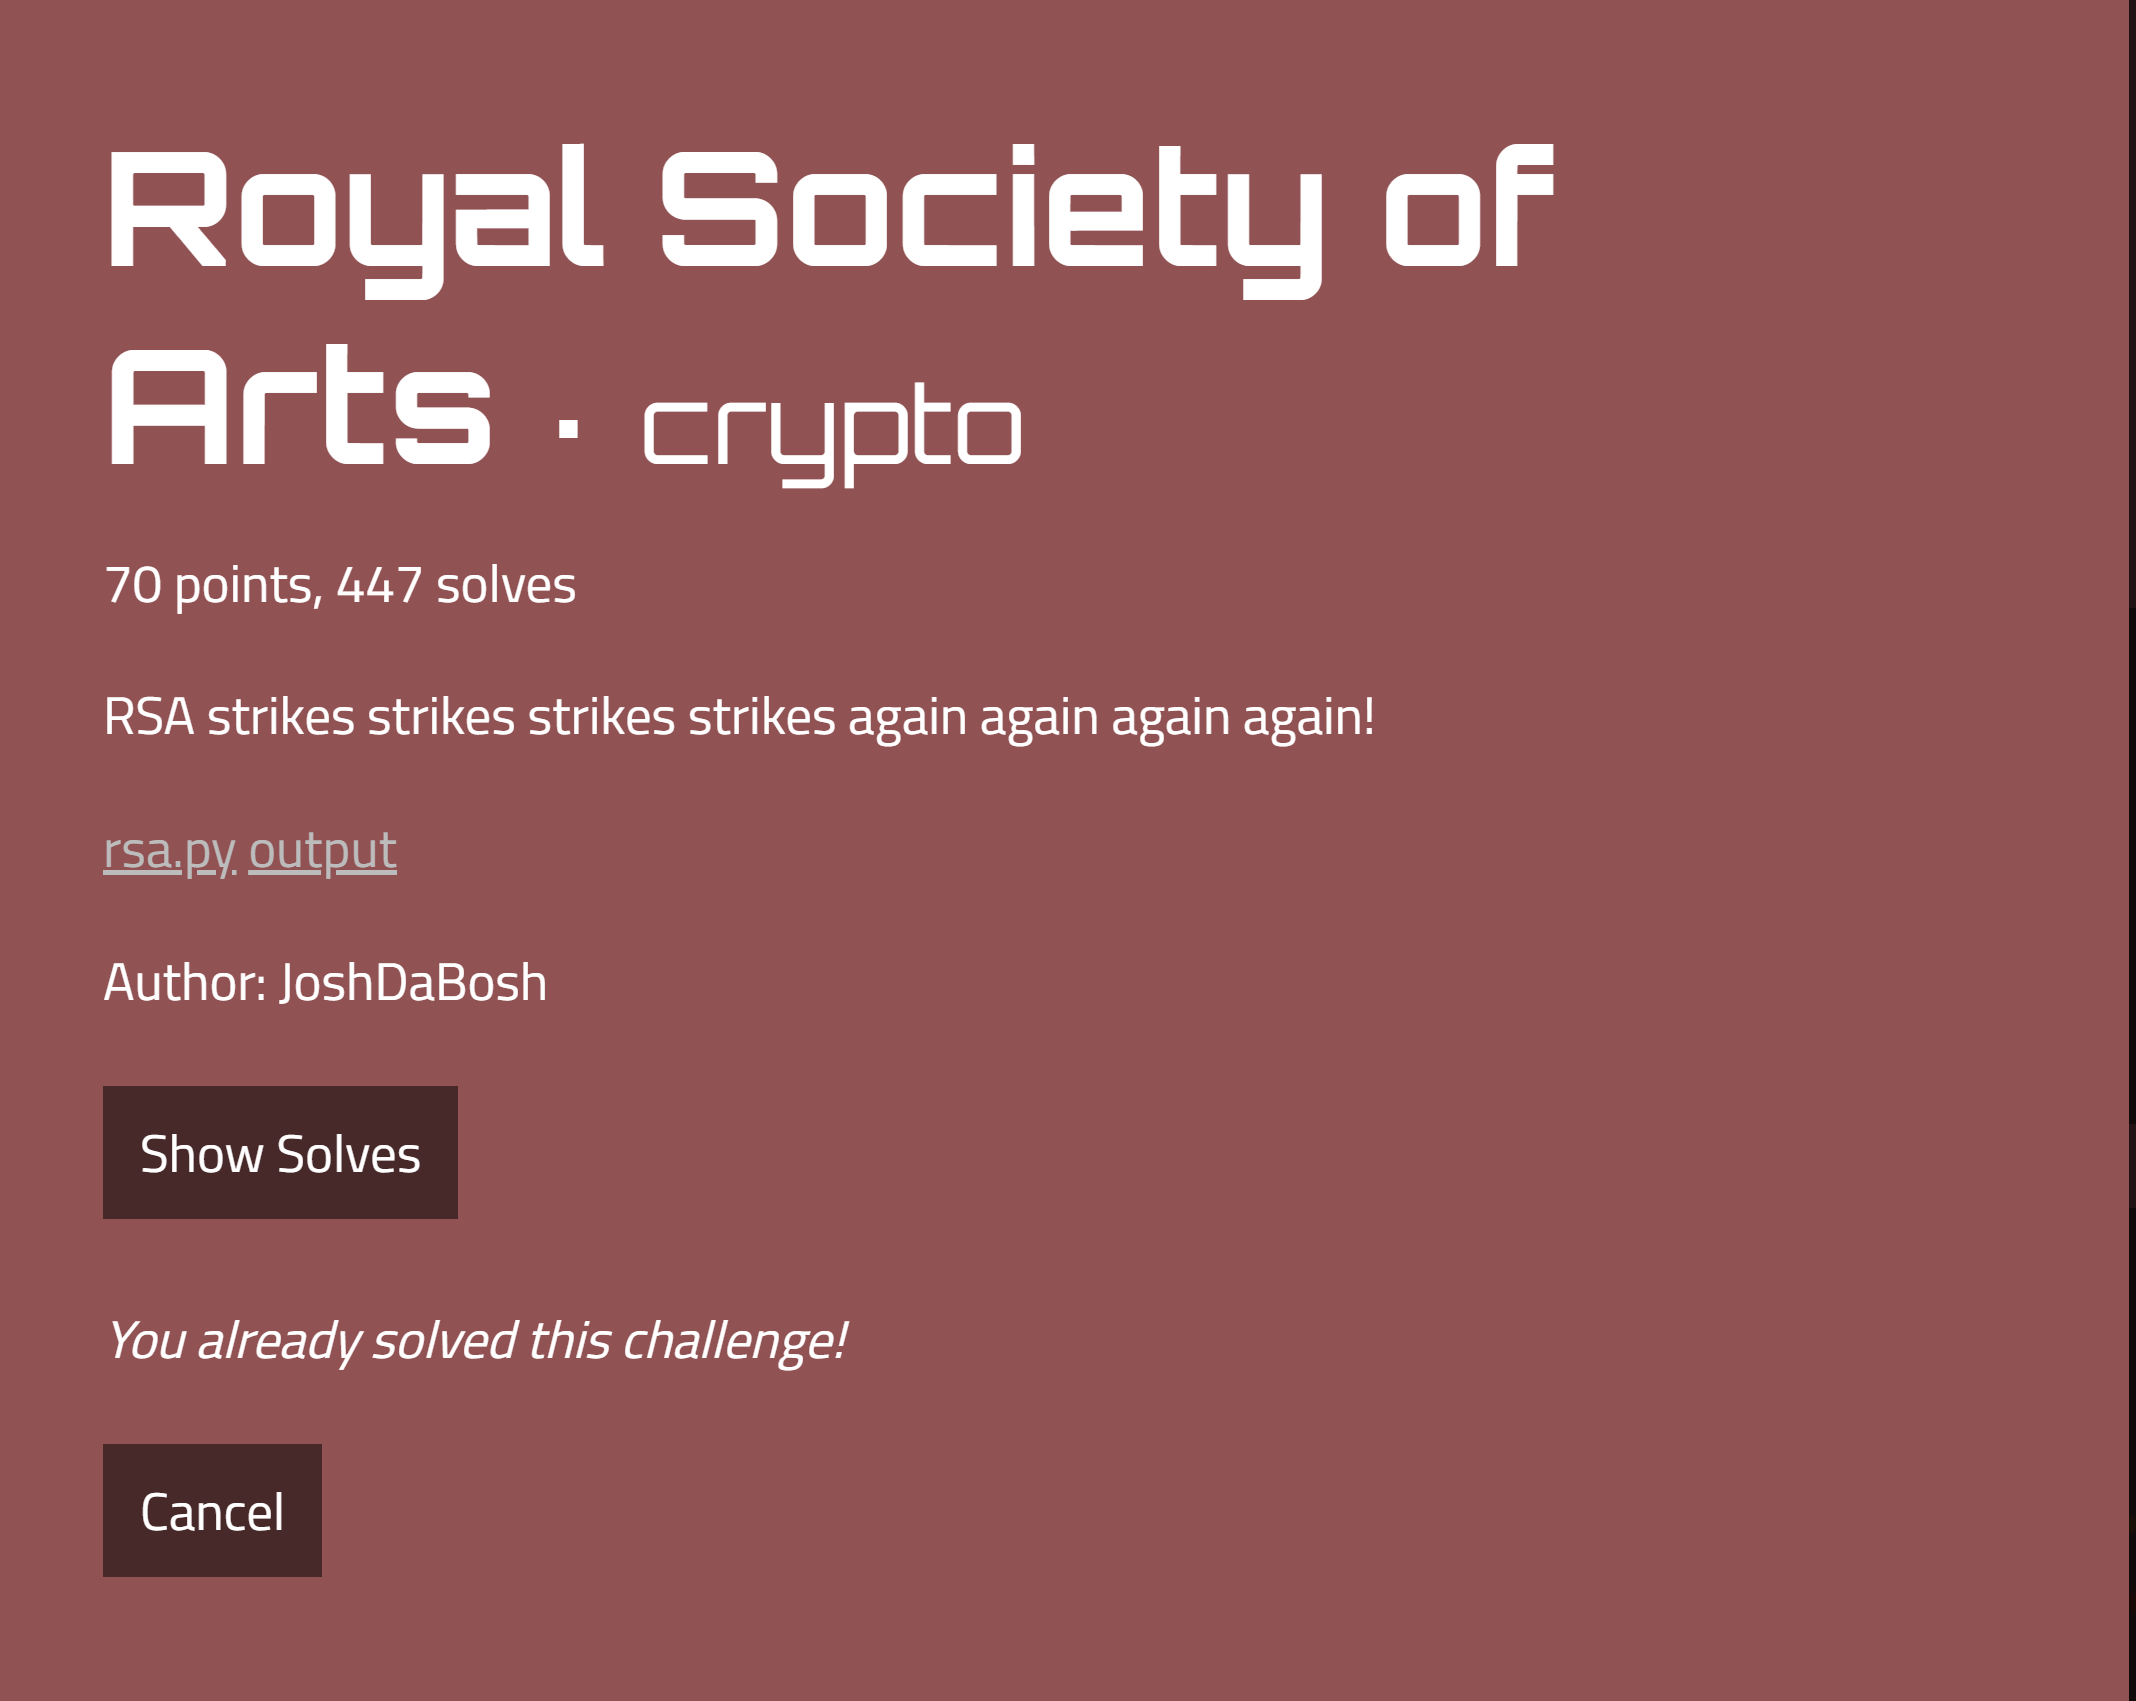 Royal Society of
Arts · crypto
70 points, 447 solves
RSA strikes strikes strikes strikes again again again again!
rsa.py output
Author: JoshDaBosh
Show Solves
You already solved this challenge!
Cancel